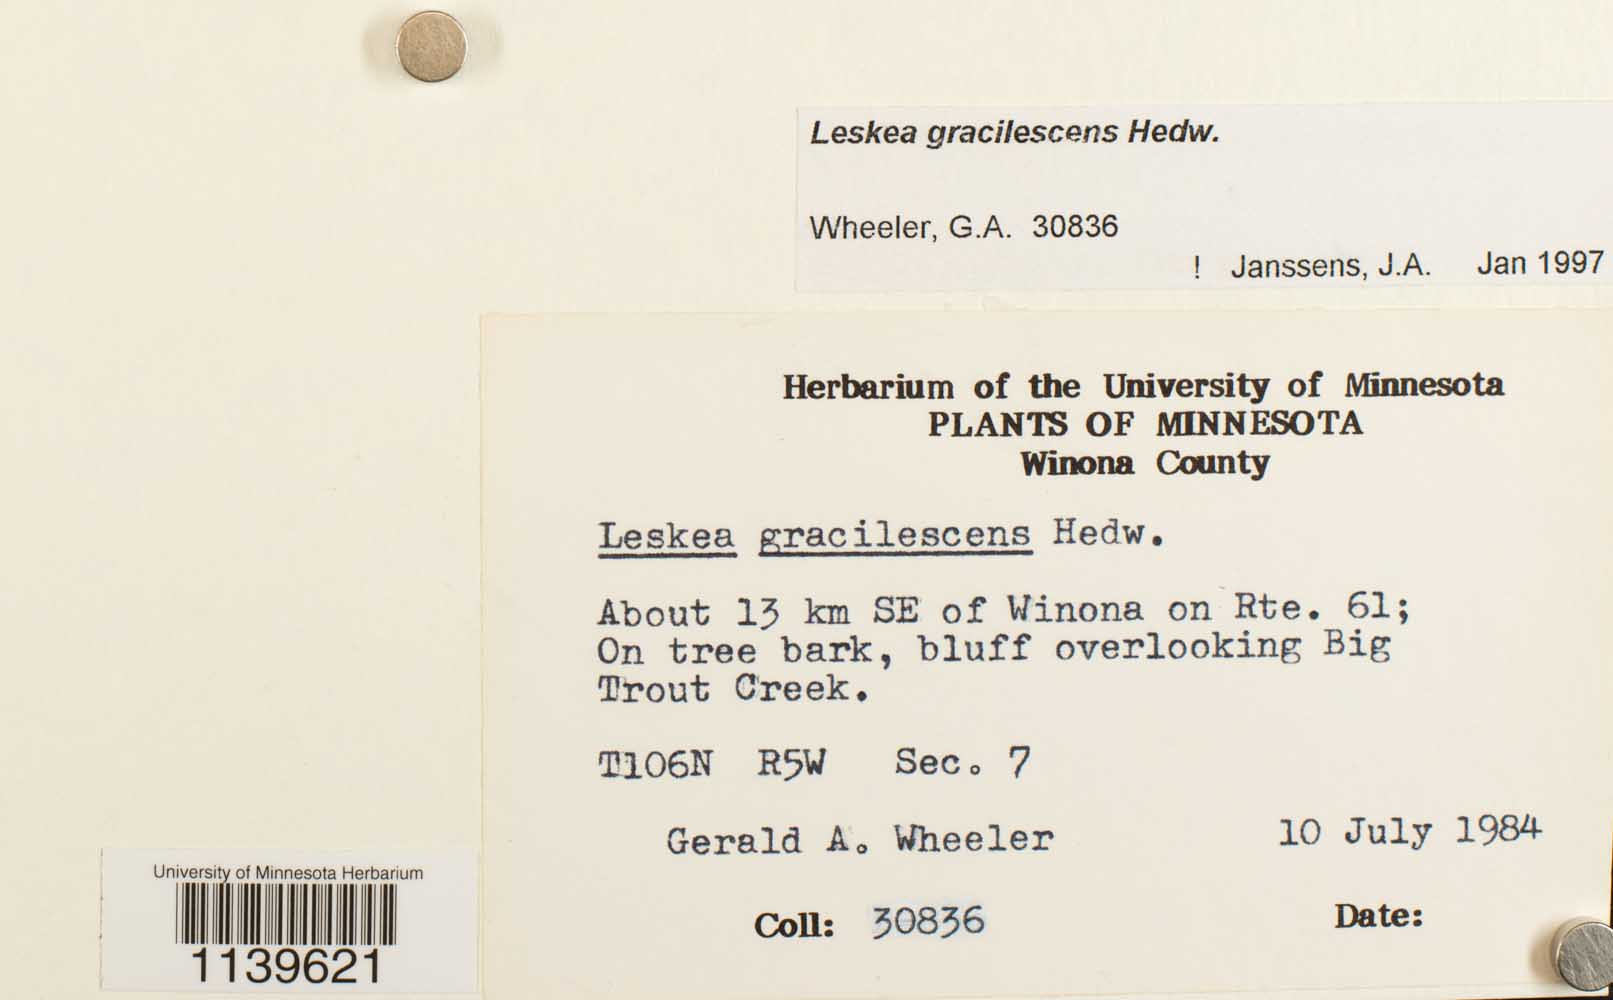 Leskea gracilescens Hedw.
Wheeler, G.A. 30836
! Janssens, J.A. Jan 1997
Herbarium of the University of Minnesota
PLANTS OF MINNESOTA
Winona County
Leskea gracilescens Hedw.
About 13 km SE of Winona on Rte. 61;
On tree bark, bluff overlooking Big
Trout Creek.
T106N R5W Sec. 7
Gerald A. Wheeler 10 July 1984
Coll: 30836 Date:
University of Minnesota Herbarium
1139621